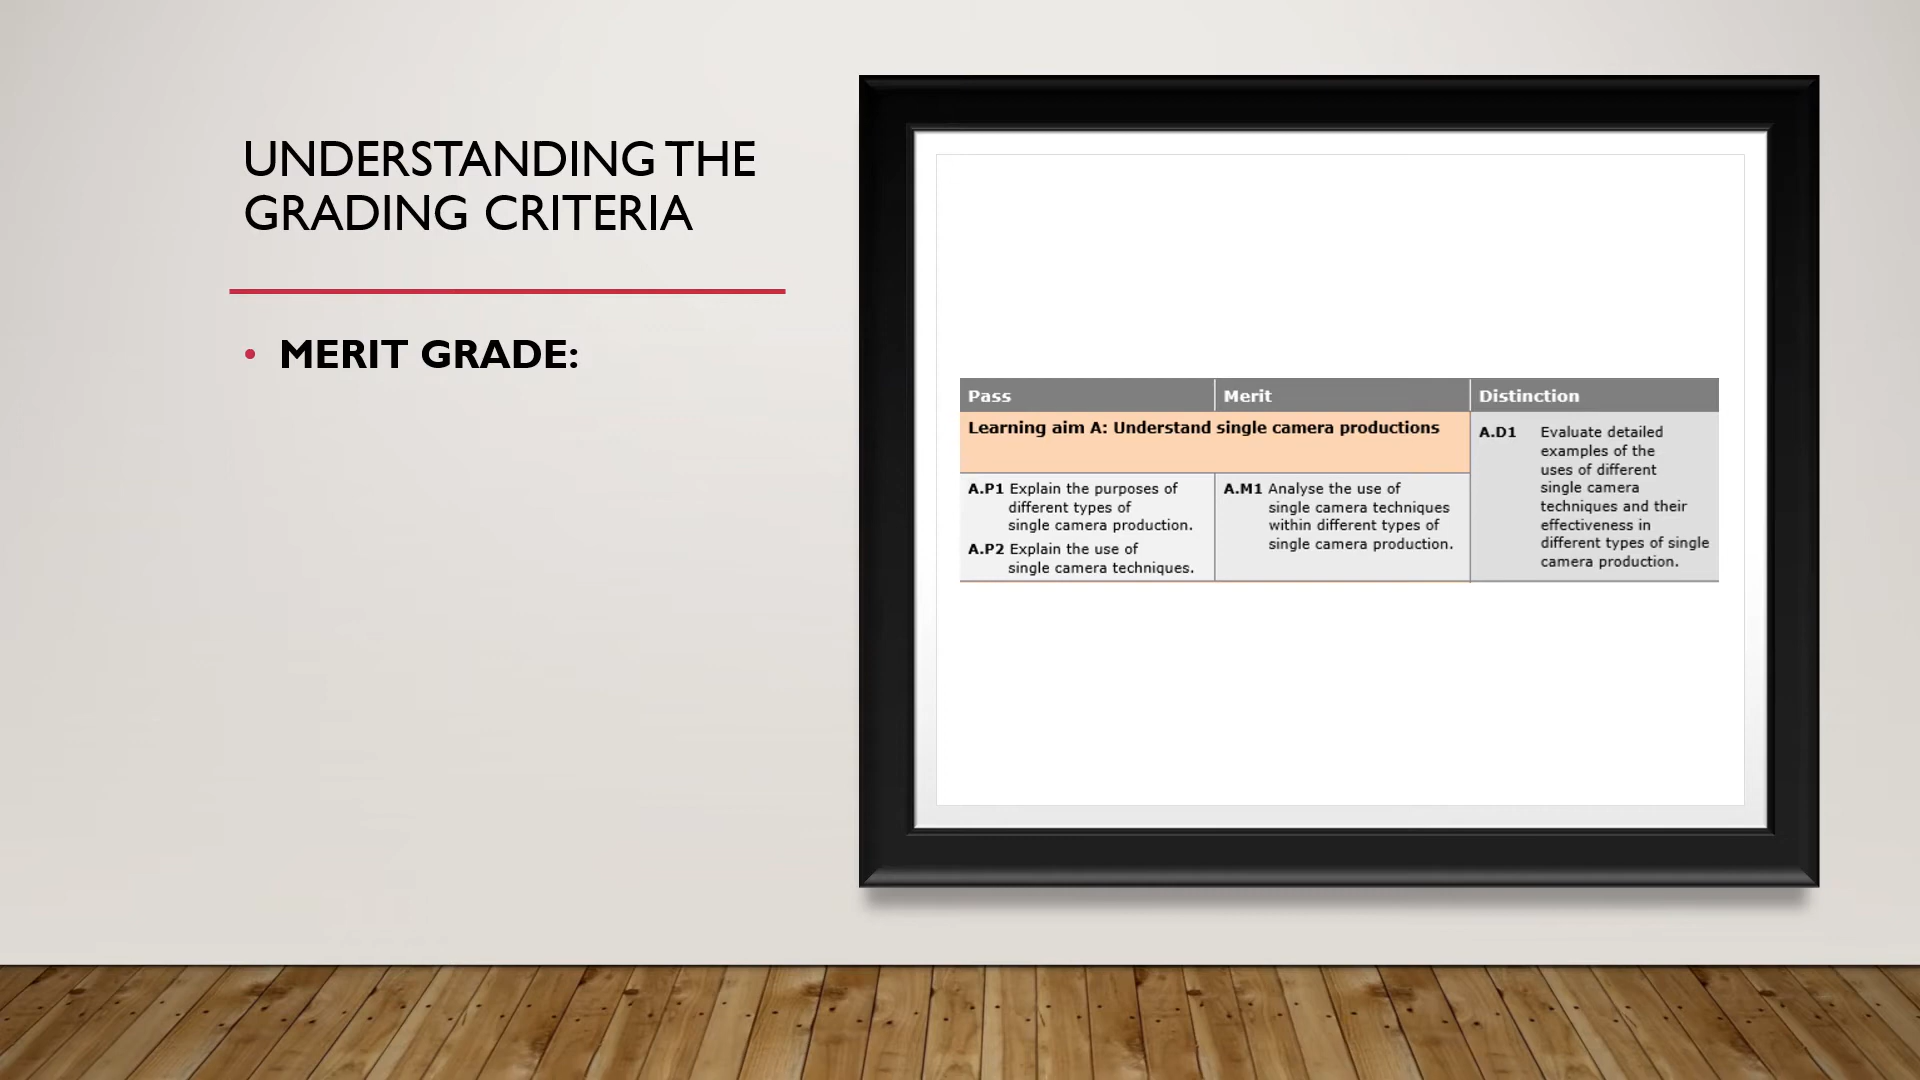 UNDERSTANDING THE
GRADING CRITERIA
• MERIT GRADE:
Pass
Merit
Distinction
Learning aim A: Understand single camera productions
A.P1 Explain the purposes of
different types of
single camera production.
A.P2 Explain the use of
single camera techniques.
A.M1 Analyse the use of
single camera techniques
within different types of
single camera production.
A.D1 Evaluate detailed
examples of the
uses of different
single camera
techniques and their
effectiveness in
different types of single
camera production.